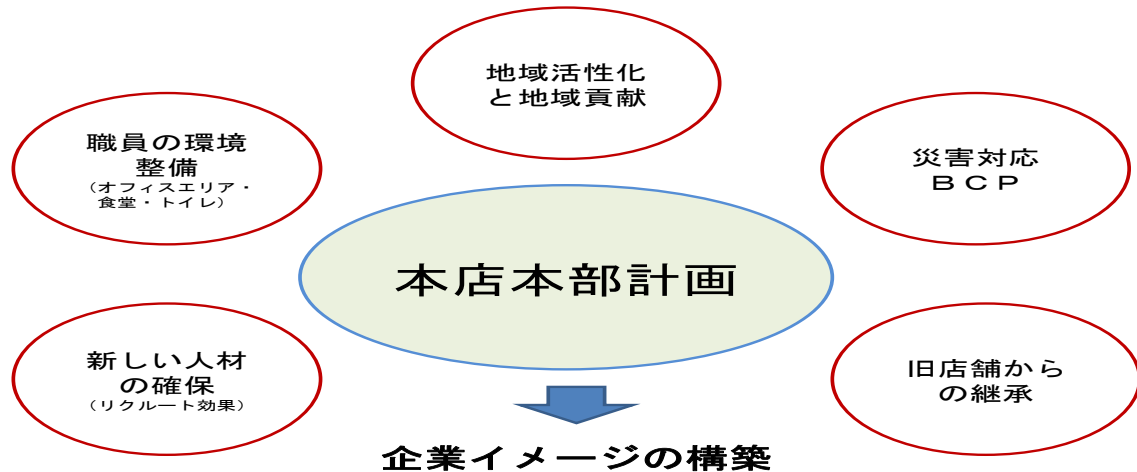 地域活性化
と地域貢献
職員の環境
整備
（オフィスエリア・
食堂・トイレ）
災害対応
ＢＣＰ
本店本部計画
新しい人材
の確保
（リクルート効果）
旧店舗から
の継承
企業イメージの構築